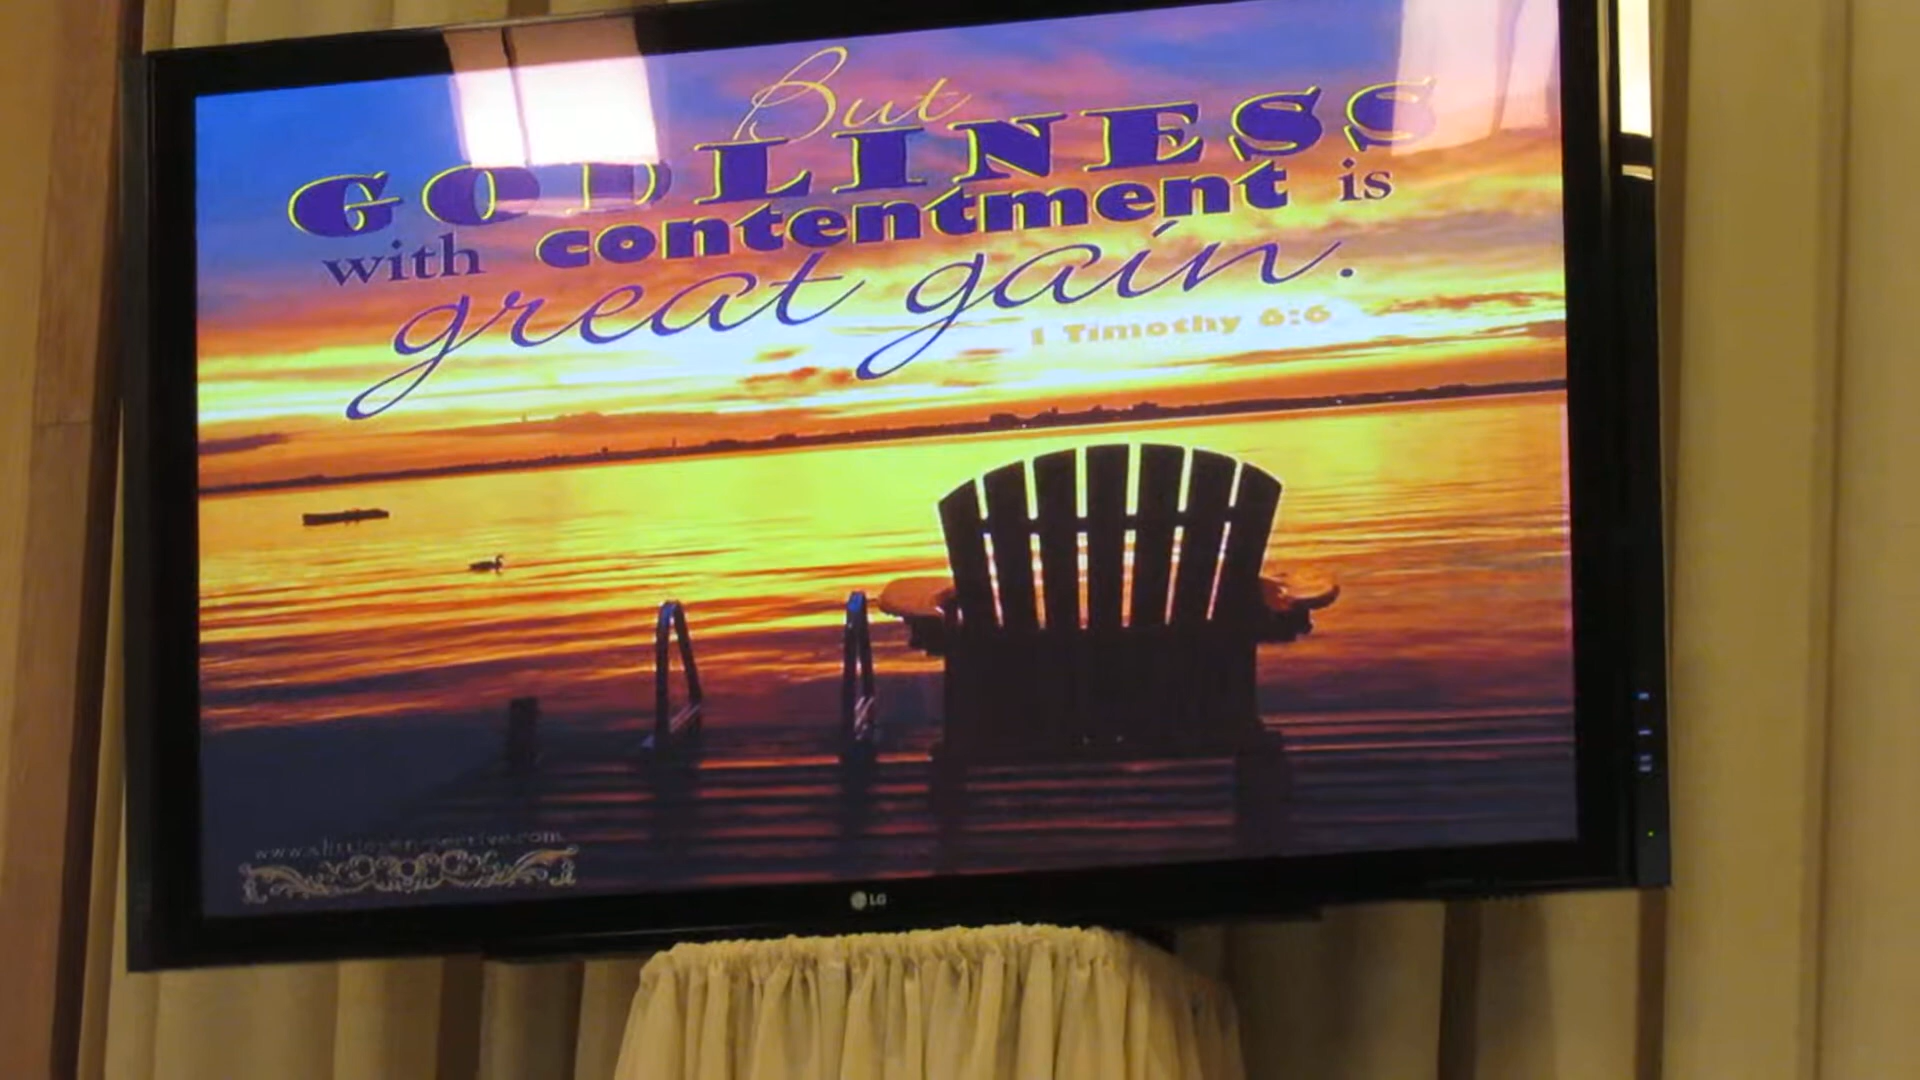 But
GODLINESS
with contentment is
great gain.
1 Timothy 6:6
LG